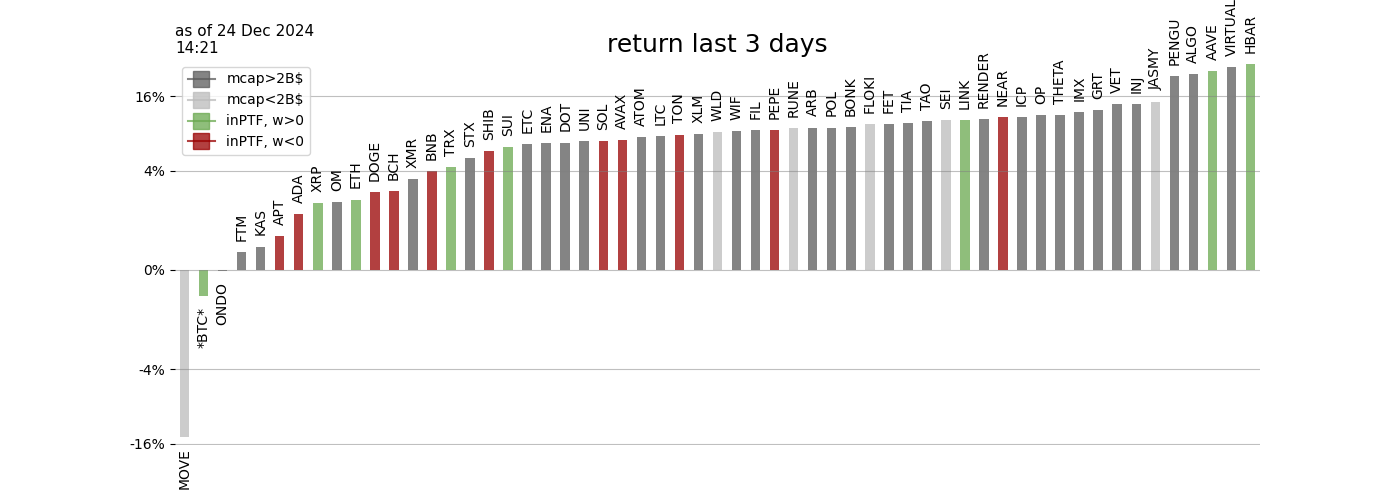 as of 24 Dec 2024
14:21
return last 3 days
mcap>2B$
mcap<2B$
inPTF, w>0
inPTF, w<0
16%
4%
0%
-4%
-16%
MOVE
*BTC*
ONDO
FTM
KAS
APT
ADA
XRP
OM
ETH
DOGE
BCH
XMR
BNB
TRX
STX
SHIB
SUI
ETC
ENA
DOT
UNI
SOL
AVAX
ATOM
LTC
TON
XLM
WLD
WIF
FIL
PEPE
RUNE
ARB
POL
BONK
FLOKI
FET
TIA
TAO
SEI
LINK
RENDER
NEAR
ICP
OP
THETA
IMX
GRT
VET
INJ
JASMY
PENGU
ALGO
AAVE
VIRTUAL
HBAR